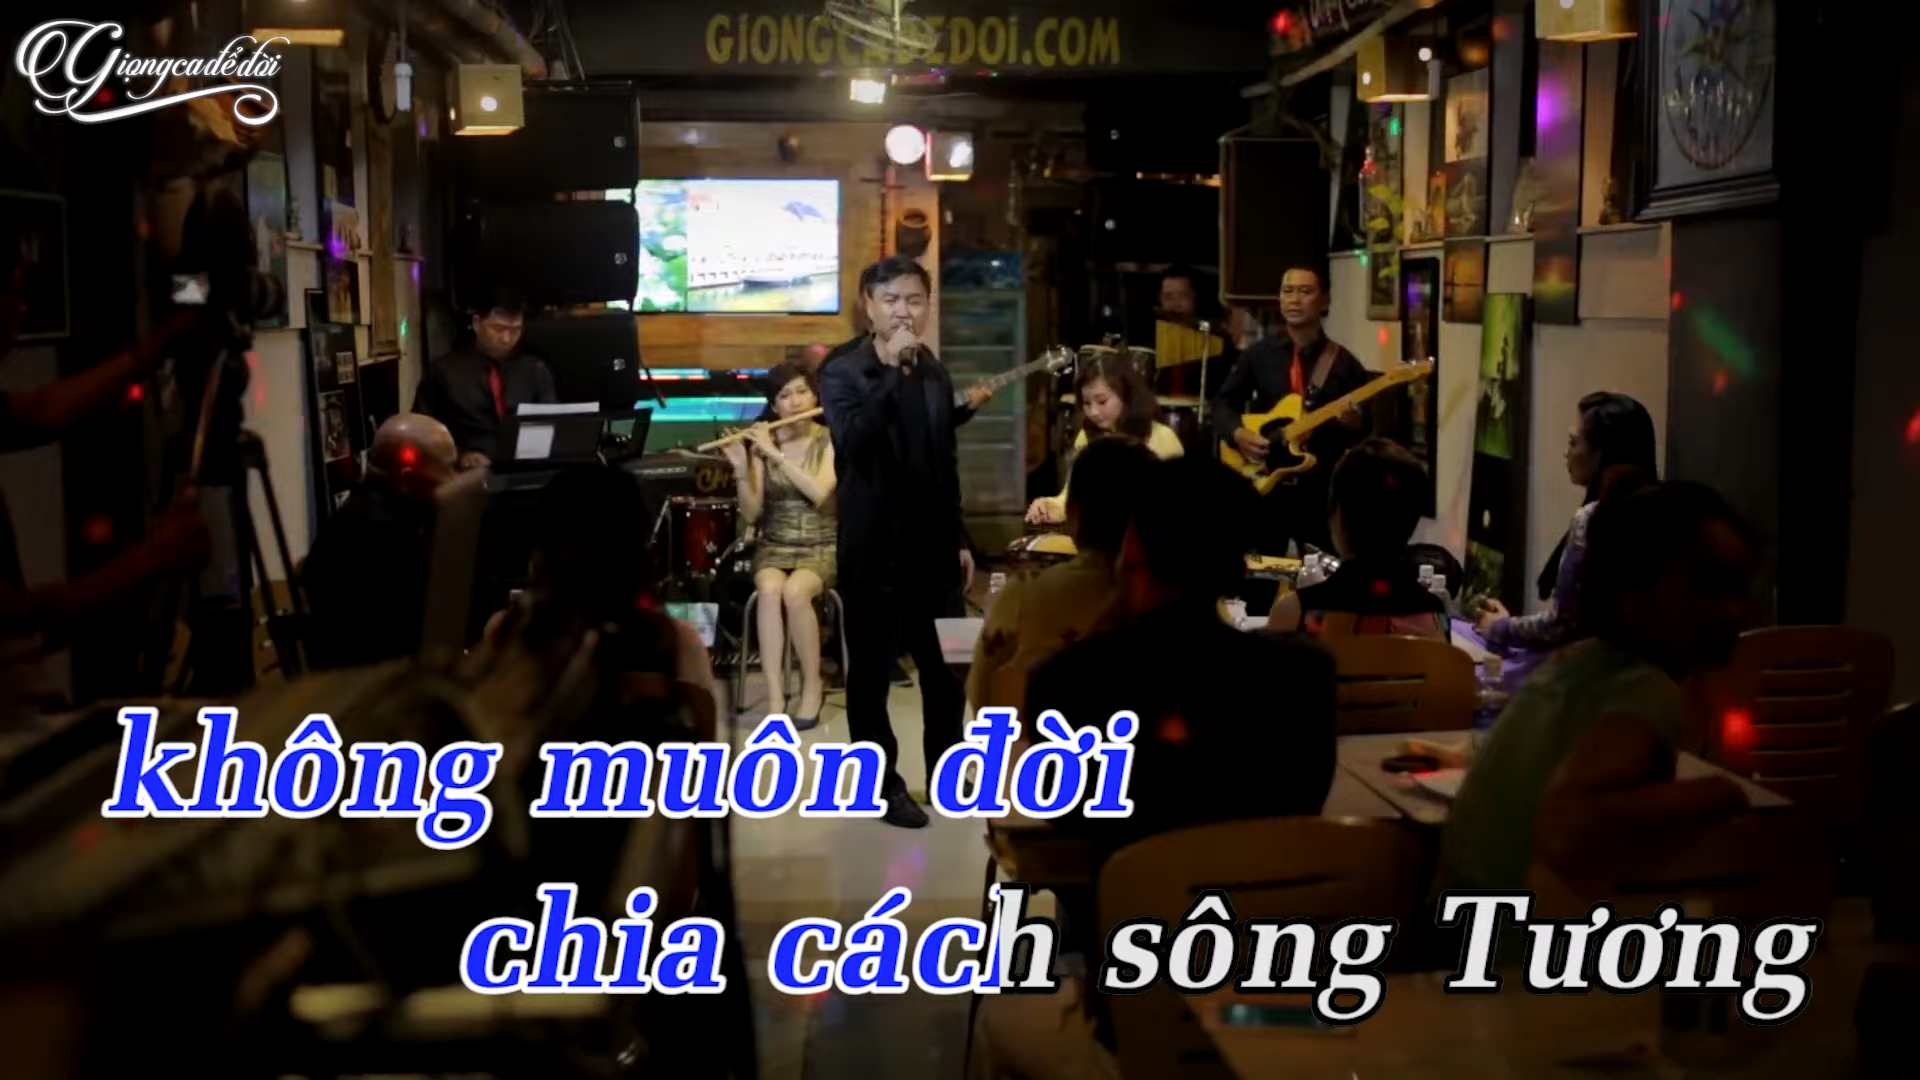 Giọngcađểđời
GIONGCADEDOI.COM
không muôn đời
chia cách sông Tương